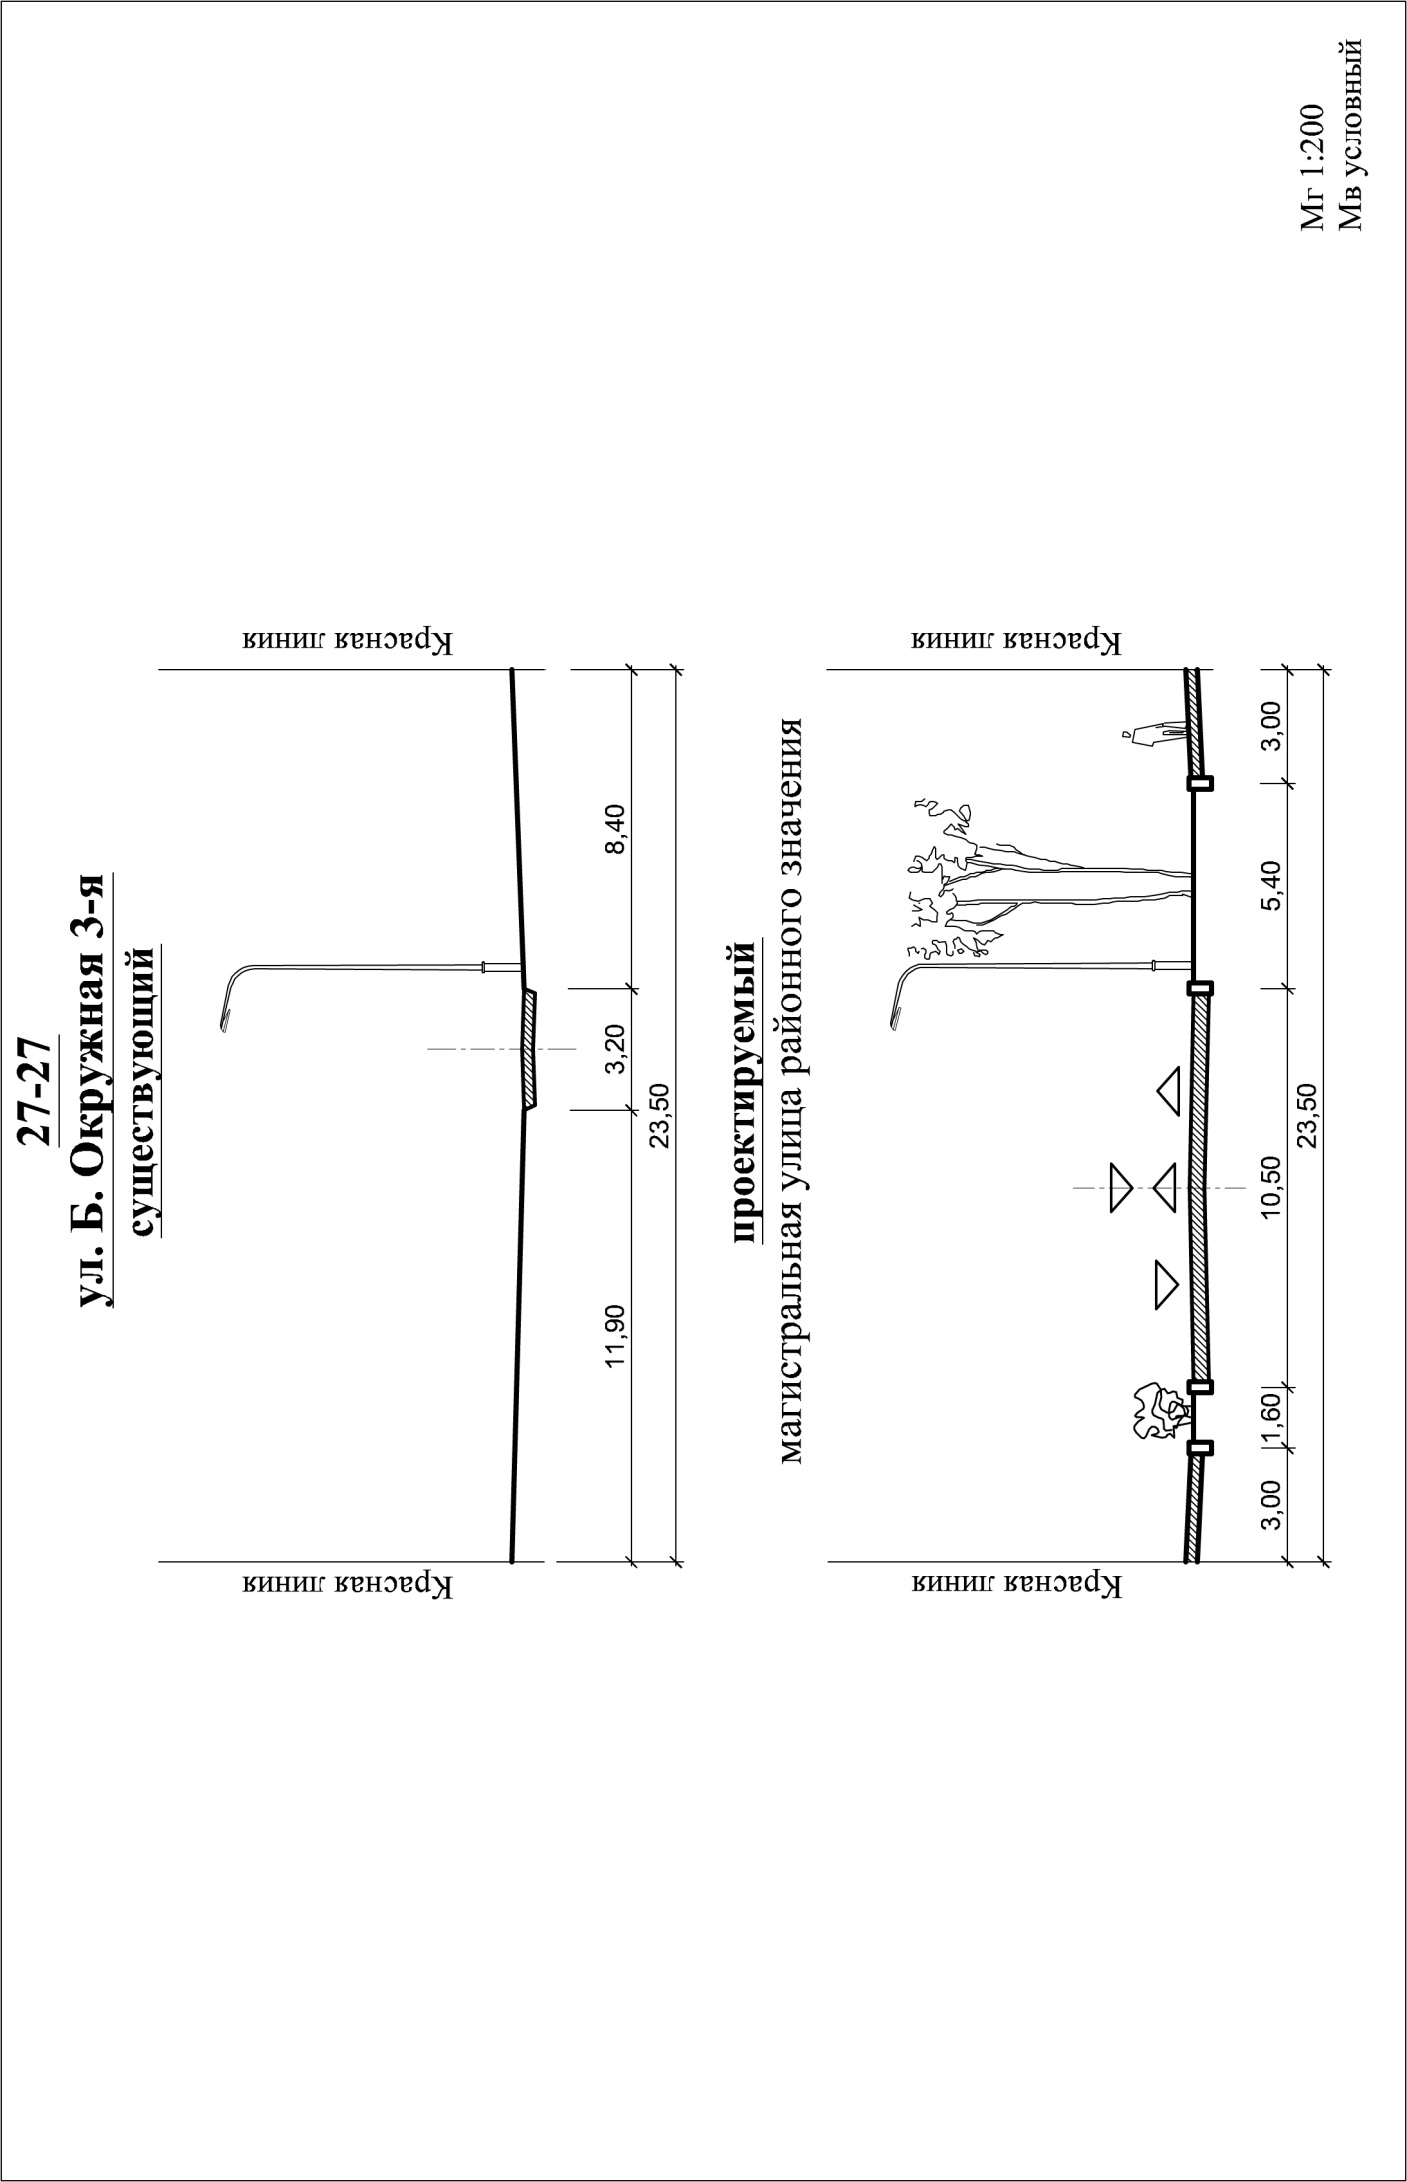 27-27
ул. Б. Окружная 3-я
существующий
Красная линия
Красная линия
11,90
3,20
8,40
23,50
проектируемый
магистральная улица районного значения
Красная линия
Красная линия
3,00
1,60
10,50
5,40
3,00
23,50
Мг 1:200
Мв условный